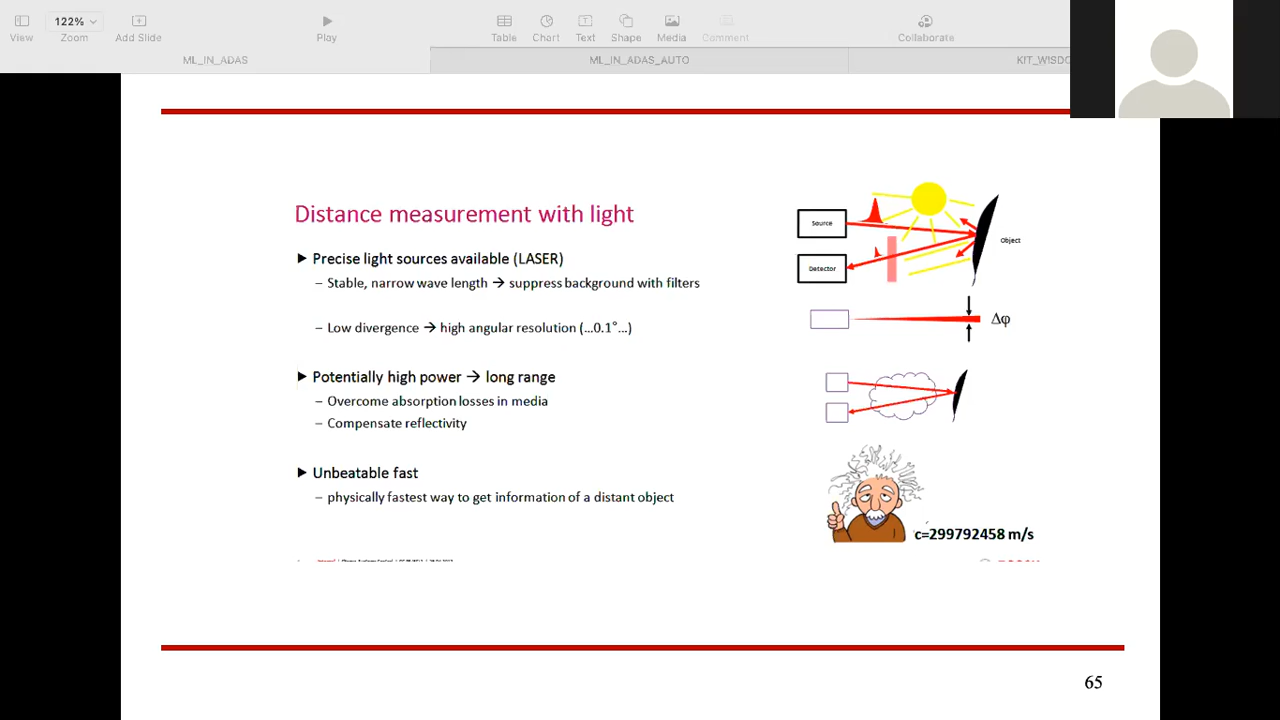 122%
View
Zoom
Add Slide
Play
Table
Chart
Text
Shape
Media
Comment
Collaborate
ML_IN_ADAS
ML_IN_ADAS_AUTO
Distance measurement with light
► Precise light sources available (LASER)
– Stable, narrow wave length → suppress background with filters
– Low divergence → high angular resolution (...0.1°...)
► Potentially high power → long range
– Overcome absorption losses in media
– Compensate reflectivity
► Unbeatable fast
– physically fastest way to get information of a distant object
Source
Detector
Object
Δφ
c=299792458 m/s
65